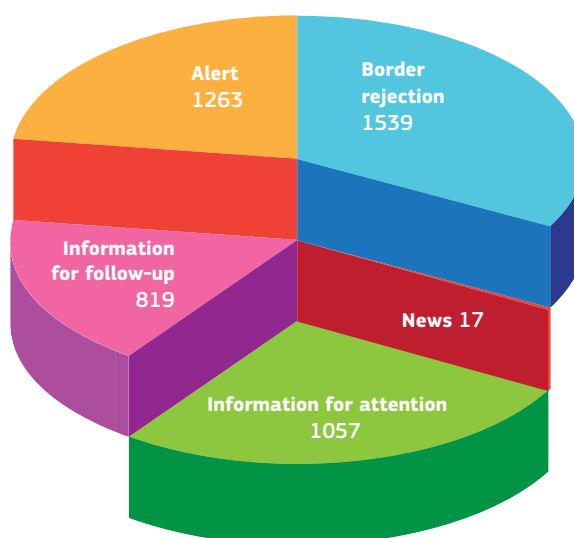 Alert
1263
Border
rejection
1539
Information
for follow-up
819
News 17
Information for attention
1057